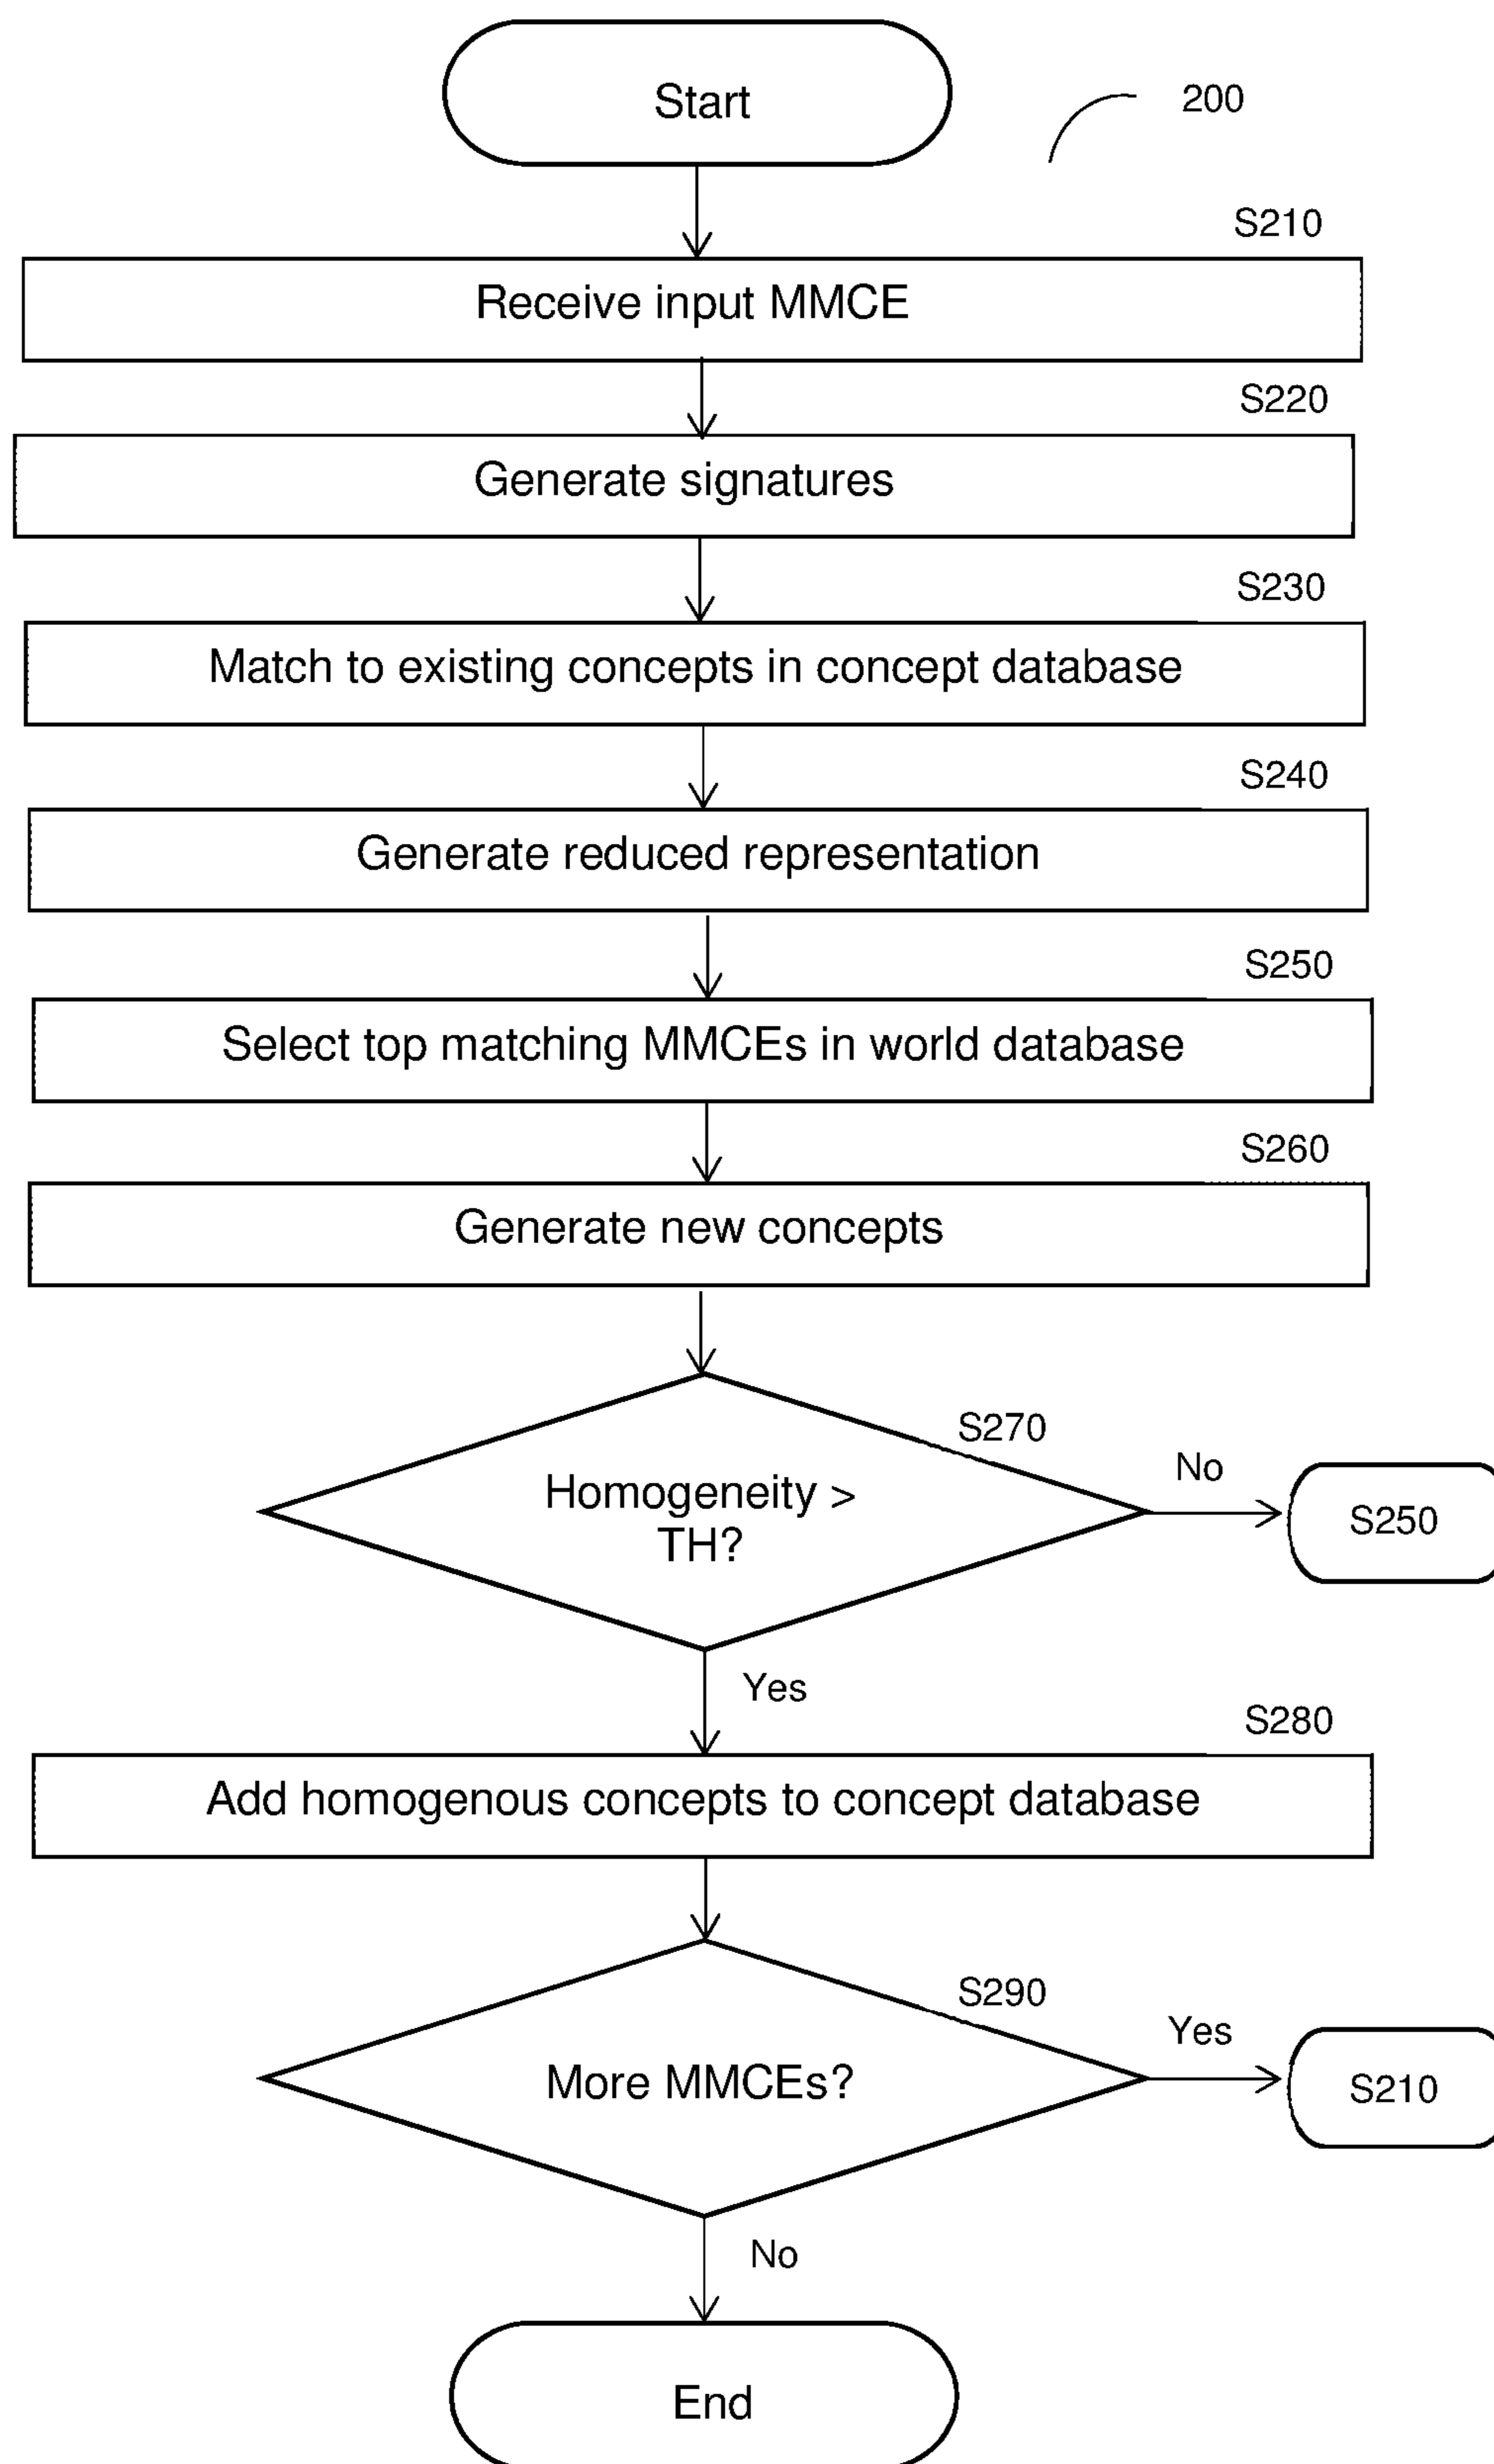 Start
200
S210
Receive input MMCE
S220
Generate signatures
S230
Match to existing concepts in concept database
S240
Generate reduced representation
S250
Select top matching MMCEs in world database
S260
Generate new concepts
S270
Homogeneity >
TH?
No
S250
Yes
S280
Add homogenous concepts to concept database
S290
More MMCEs?
Yes
S210
No
End